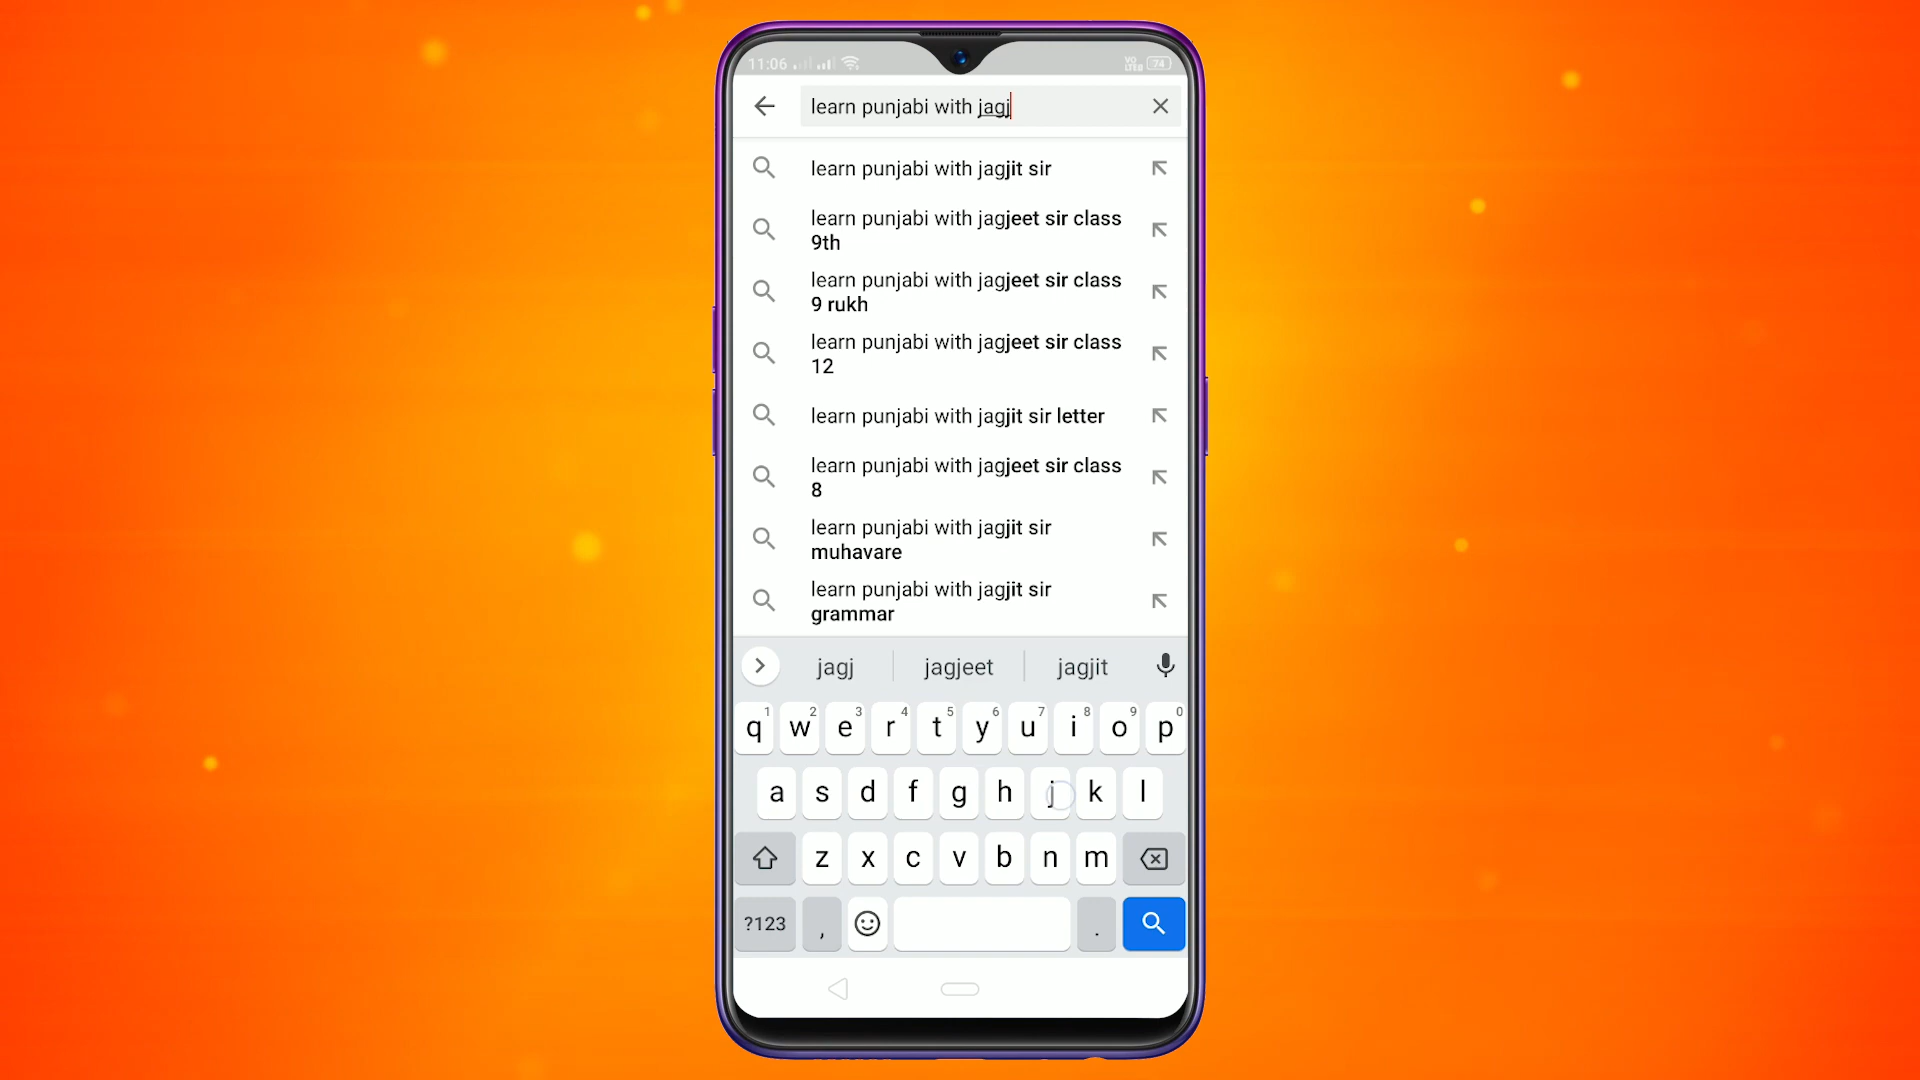 11:06
VO
LTE
74
learn punjabi with jagj
learn punjabi with jagjit sir
learn punjabi with jagjeet sir class
9th
learn punjabi with jagjeet sir class
9 rukh
learn punjabi with jagjeet sir class
12
learn punjabi with jagjit sir letter
learn punjabi with jagjeet sir class
8
learn punjabi with jagjit sir
muhavare
learn punjabi with jagjit sir
grammar
jagj jagjeet jagjit
1 2 3 4 5 6 7 8 9 0
q w e r t y u i o p
a s d f g h j k l
z x c v b n m
?123 , .